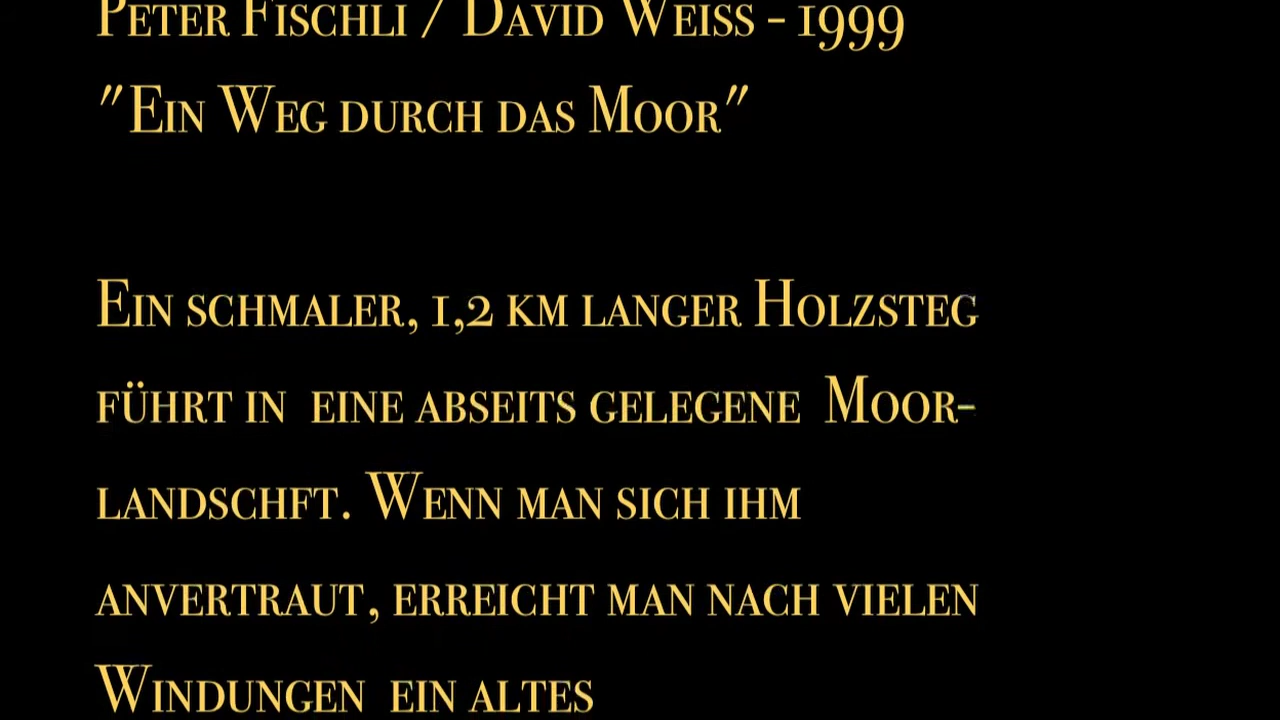 Peter Fischli / David Weiss - 1999
"Ein Weg durch das Moor"
Ein schmaler, 1,2 km langer Holzsteg
führt in eine abseits gelegene Moor-
landschft. Wenn man sich ihm
anvertraut, erreicht man nach vielen
Windungen ein altes